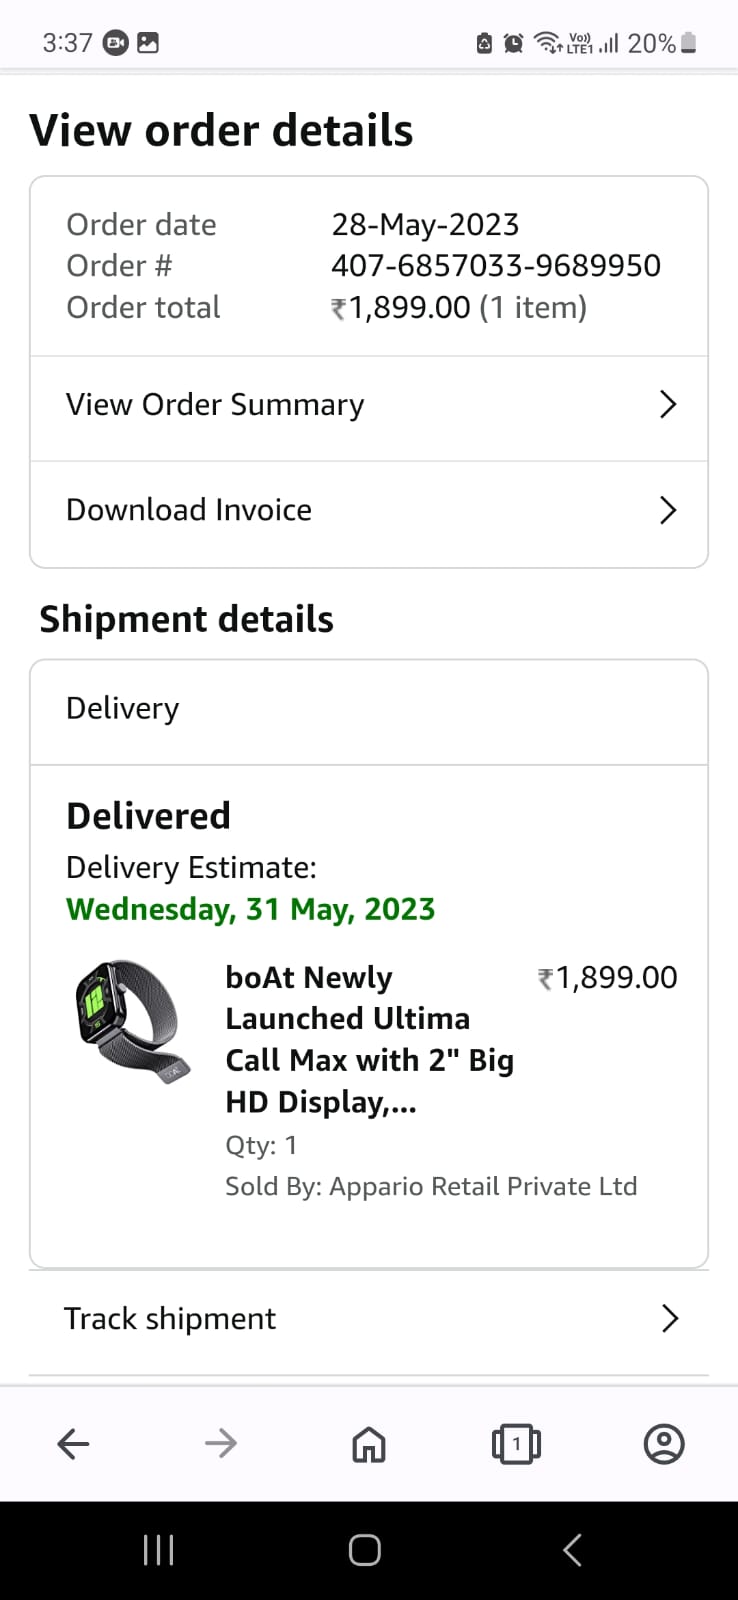 3:37
Vo))
LTE1
20%
View order details
Order date 28-May-2023
Order # 407-6857033-9689950
Order total ₹1,899.00 (1 item)
View Order Summary
Download Invoice
Shipment details
Delivery
Delivered
Delivery Estimate:
Wednesday, 31 May, 2023
boAt Newly ₹1,899.00
Launched Ultima
Call Max with 2" Big
HD Display,...
Qty: 1
Sold By: Appario Retail Private Ltd
Track shipment
1